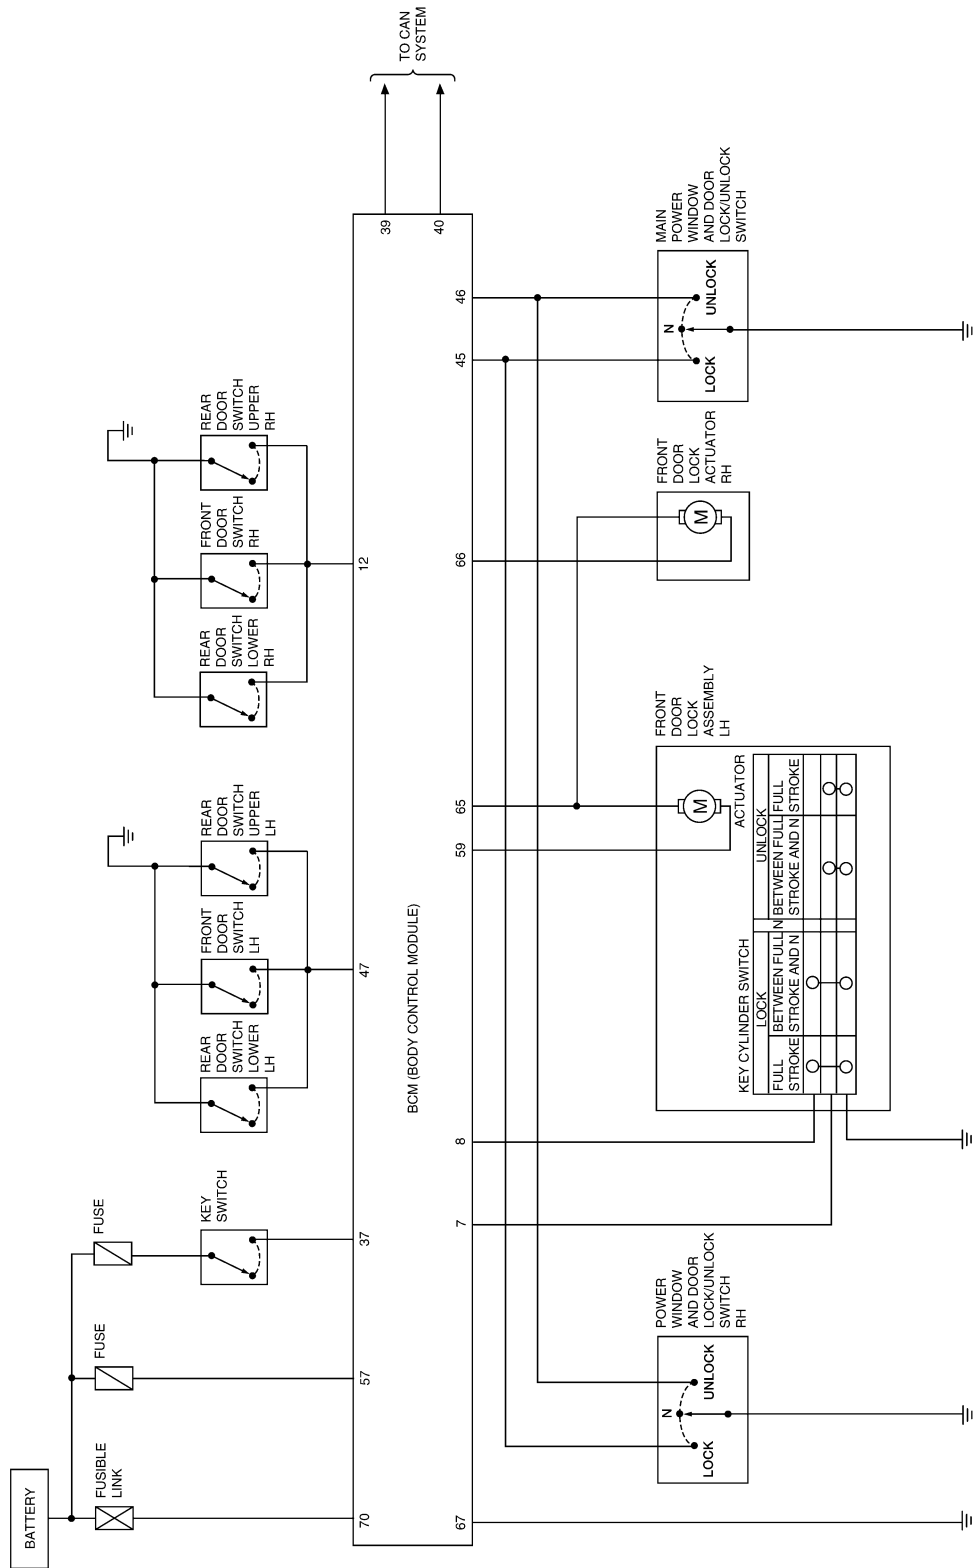 BATTERY
FUSIBLE
LINK
FUSE
FUSE
KEY
SWITCH
REAR
DOOR
SWITCH
LOWER
LH
FRONT
DOOR
SWITCH
LH
REAR
DOOR
SWITCH
UPPER
LH
REAR
DOOR
SWITCH
LOWER
RH
FRONT
DOOR
SWITCH
RH
REAR
DOOR
SWITCH
UPPER
RH
TO CAN
SYSTEM
70
57
37
47
12
39
40
BCM (BODY CONTROL MODULE)
67
7
8
59
65
66
45
46
POWER
WINDOW
AND DOOR
LOCK/UNLOCK
SWITCH
RH
LOCK
N
UNLOCK
FRONT
DOOR
LOCK
ASSEMBLY
LH
M
ACTUATOR
KEY CYLINDER SWITCH
LOCK
UNLOCK
FULL
STROKE
BETWEEN FULL
STROKE AND N
N
BETWEEN FULL
STROKE AND N
FULL
STROKE
FRONT
DOOR
LOCK
ACTUATOR
RH
M
MAIN
POWER
WINDOW
AND DOOR
LOCK/UNLOCK
SWITCH
LOCK
N
UNLOCK